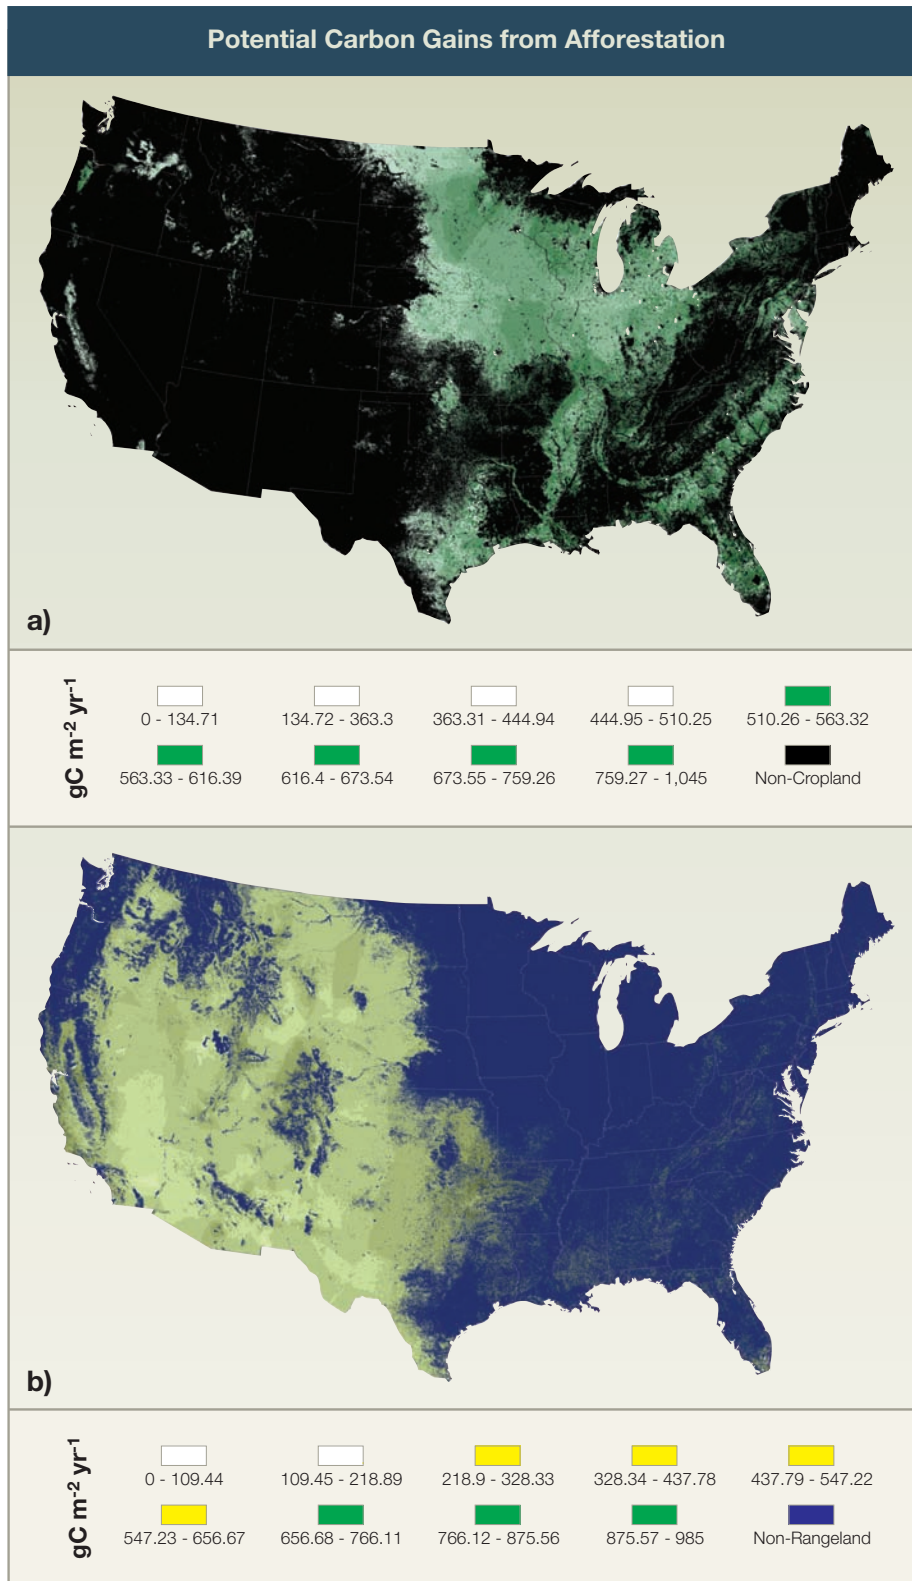 Potential Carbon Gains from Afforestation
a)
gC m-2 yr-1
0 - 134.71
134.72 - 363.3
363.31 - 444.94
444.95 - 510.25
510.26 - 563.32
563.33 - 616.39
616.4 - 673.54
673.55 - 759.26
759.27 - 1,045
Non-Cropland
b)
gC m-2 yr-1
0 - 109.44
109.45 - 218.89
218.9 - 328.33
328.34 - 437.78
437.79 - 547.22
547.23 - 656.67
656.68 - 766.11
766.12 - 875.56
875.57 - 985
Non-Rangeland